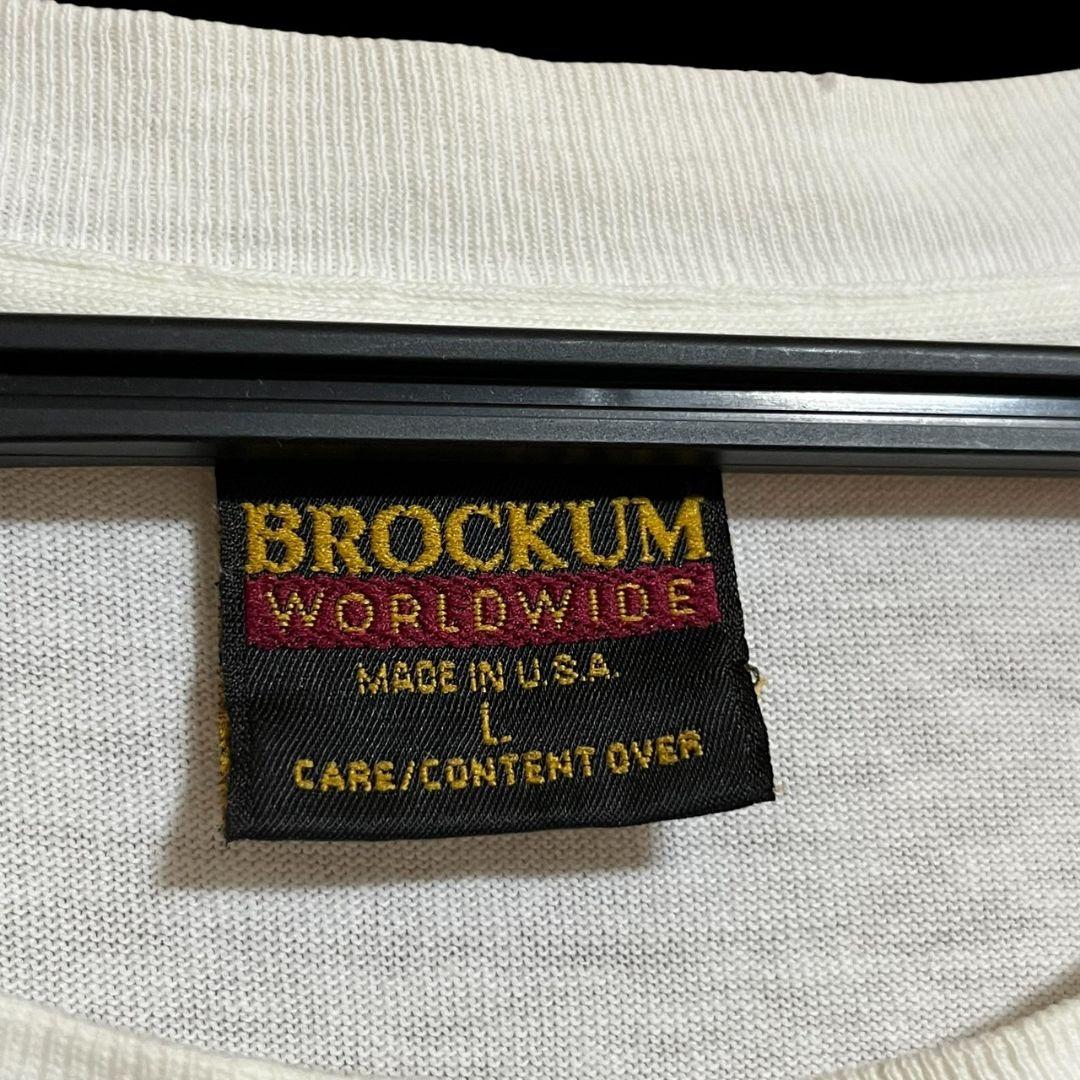 BROCKUM
WORLDWIDE
MADE IN U.S.A.
L
CARE/CONTENT OVER